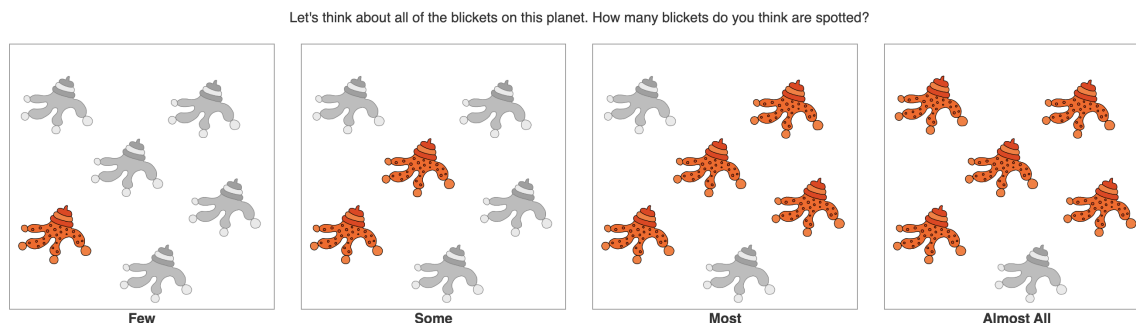 Let's think about all of the blickets on this planet. How many blickets do you think are spotted?
Few
Some
Most
Almost All